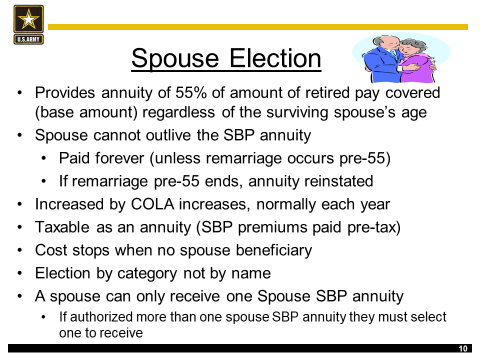 U.S.ARMY
Spouse Election
• Provides annuity of 55% of amount of retired pay covered
(base amount) regardless of the surviving spouse's age
• Spouse cannot outlive the SBP annuity
• Paid forever (unless remarriage occurs pre-55)
• If remarriage pre-55 ends, annuity reinstated
• Increased by COLA increases, normally each year
• Taxable as an annuity (SBP premiums paid pre-tax)
• Cost stops when no spouse beneficiary
• Election by category not by name
• A spouse can only receive one Spouse SBP annuity
• If authorized more than one spouse SBP annuity they must select
one to receive
10